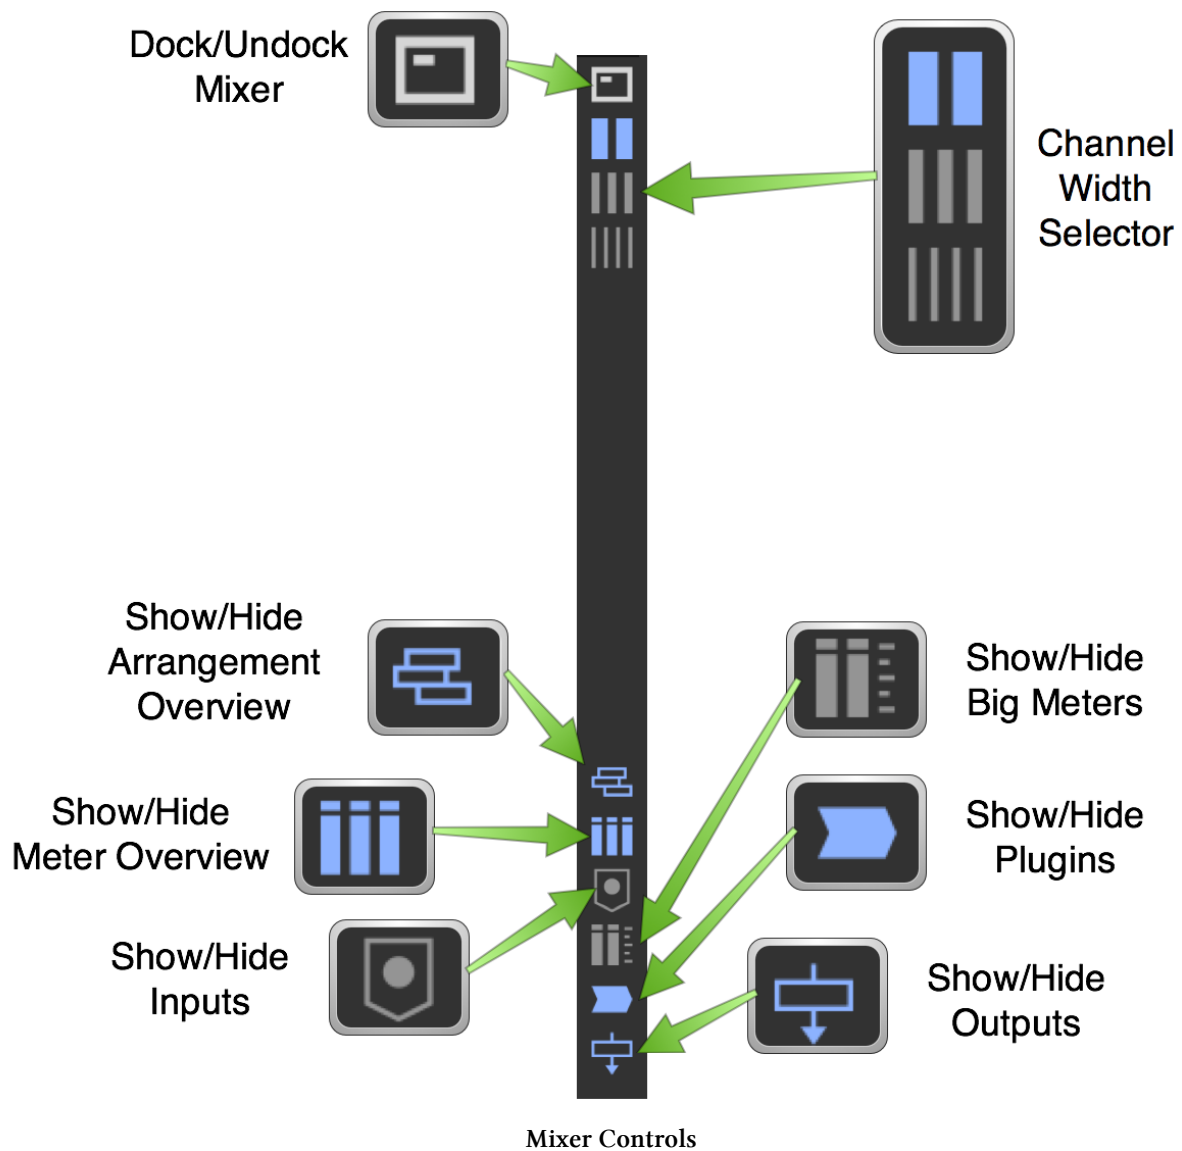 Dock/Undock
Mixer
Channel
Width
Selector
Show/Hide
Arrangement
Overview
Show/Hide
Big Meters
Show/Hide
Meter Overview
Show/Hide
Plugins
Show/Hide
Inputs
Show/Hide
Outputs
Mixer Controls